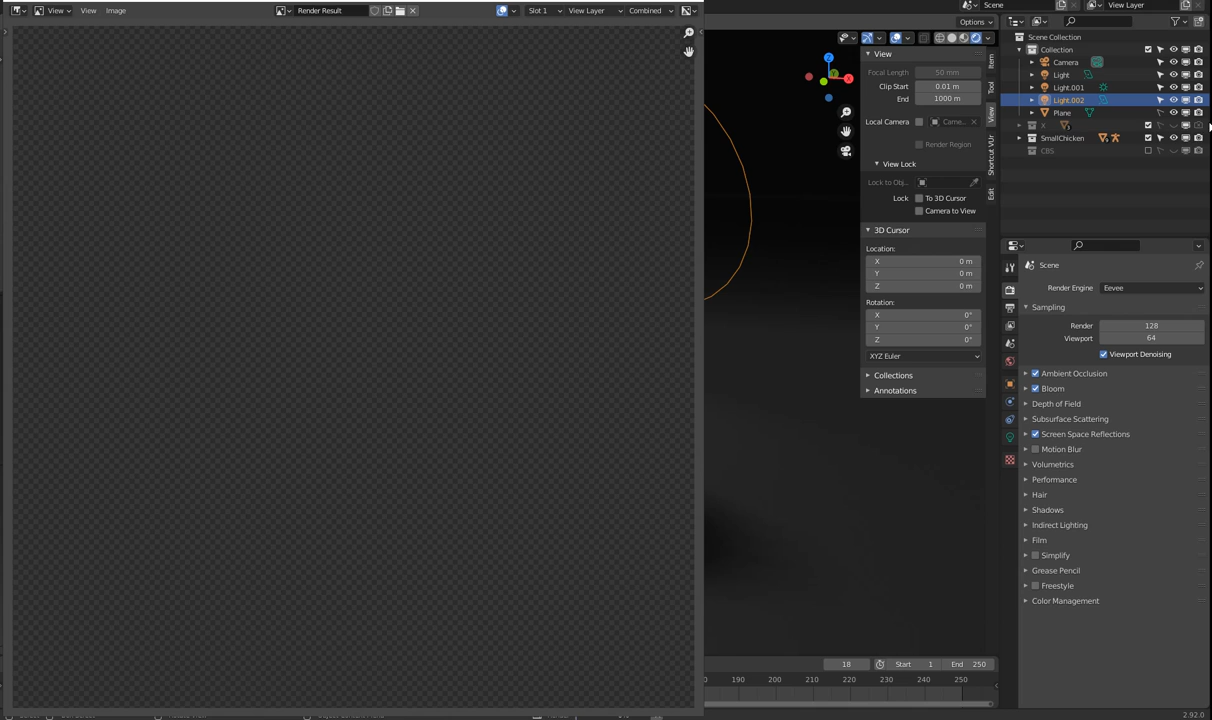 View View Image Render Result Slot 1 View Layer Combined
Scene View Layer
Options
Z
X
View
Focal Length 50 mm
Clip Start 0.01 m
End 1000 m
Local Camera Came...
Render Region
View Lock
Lock to Obj...
Lock To 3D Cursor
Camera to View
3D Cursor
Location:
X 0 m
Y 0 m
Z 0 m
Rotation:
X 0°
Y 0°
Z 0°
XYZ Euler
Collections
Annotations
Item
Tool
View
Shortcut VUr
Edit
Scene Collection
Collection
Camera
Light
Light.001
Light.002
Plane
X
SmallChicken
CBS
Scene
Render Engine Eevee
Sampling
Render 128
Viewport 64
Viewport Denoising
Ambient Occlusion
Bloom
Depth of Field
Subsurface Scattering
Screen Space Reflections
Motion Blur
Volumetrics
Performance
Hair
Shadows
Indirect Lighting
Film
Simplify
Grease Pencil
Freestyle
Color Management
18 Start 1 End 250
190 200 210 220 230 240 250
2.92.0